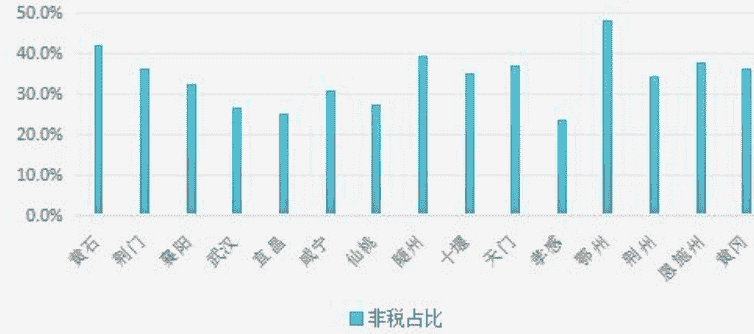 50.0%
40.0%
30.0%
20.0%
10.0%
0.0%
黄石
荆门
襄阳
武汉
宜昌
咸宁
仙桃
随州
十堰
天门
孝感
鄂州
荆州
恩施州
黄冈
非税占比